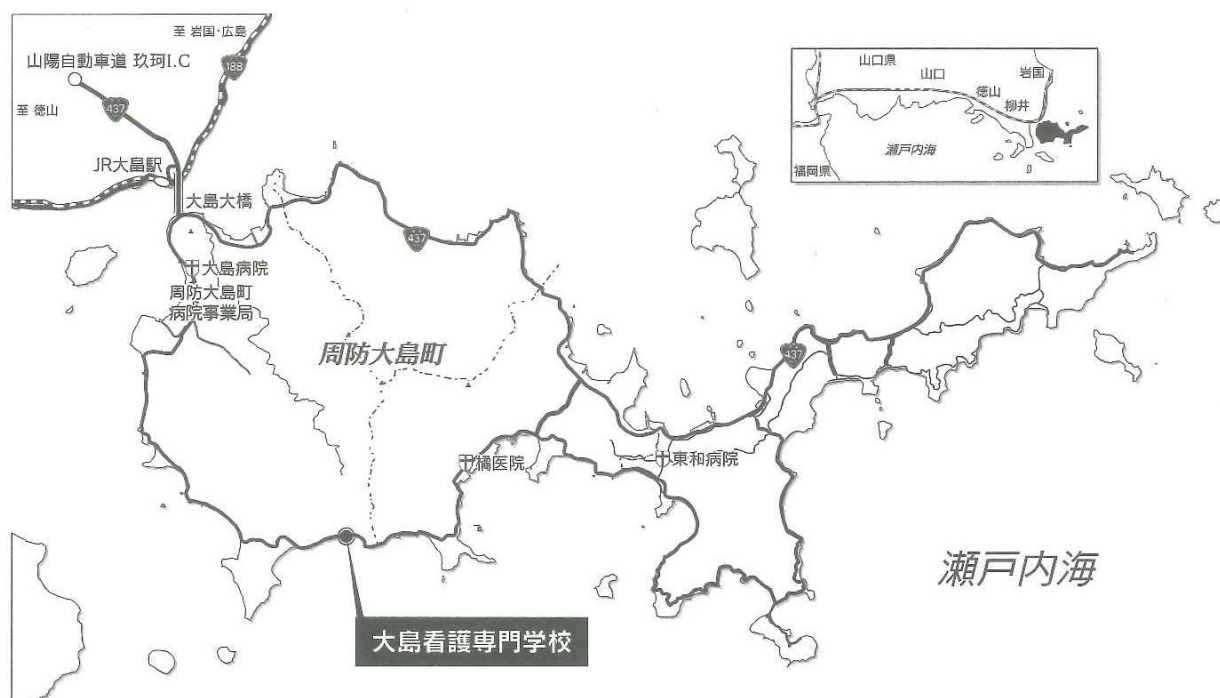 至 岩国・広島
山陽自動車道 玖珂I.C
188
437
至 徳山
JR大畠駅
大島大橋
437
大島病院
周防大島町
病院事業局
周防大島町
橘医院
東和病院
437
大島看護専門学校
瀬戸内海
山口県
山口
岩国
徳山
柳井
瀬戸内海
福岡県